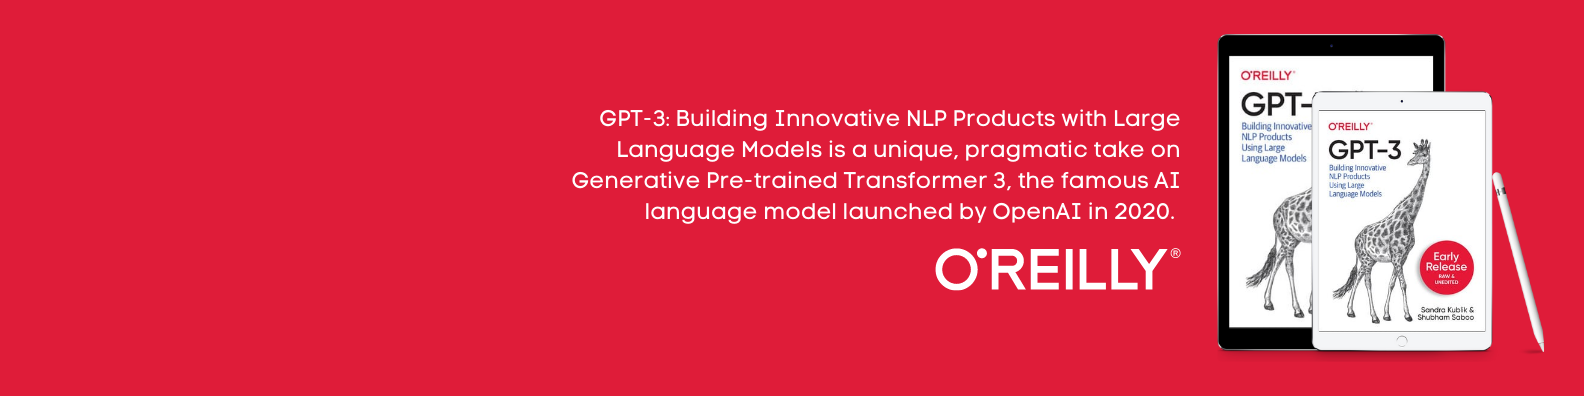 GPT-3: Building Innovative NLP Products with Large
Language Models is a unique, pragmatic take on
Generative Pre-trained Transformer 3, the famous AI
language model launched by OpenAI in 2020.
O'REILLY®
O'REILLY®
GPT-
Building Innovative
NLP Products
Using Large
Language Models
O'REILLY®
GPT-3
Building Innovative
NLP Products
Using Large
Language Models
Early
Release
RAW &
UNEDITED
Sandra Kublik &
Shubham Saboo